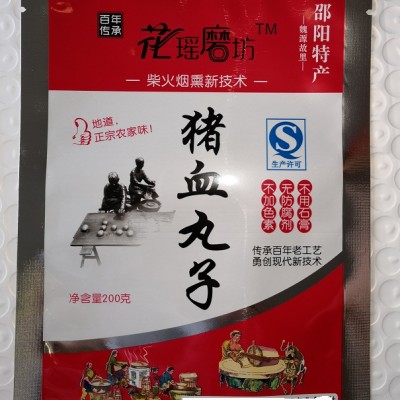 百年
传承
花瑶磨坊™
邵阳特产
—魏源故里—
—柴火烟熏新技术—
地道,
正宗农家味!
猪血丸子
S
生产许可
不用石膏
无防腐剂
不加色素
传承百年老工艺
勇创现代新技术
净含量200克